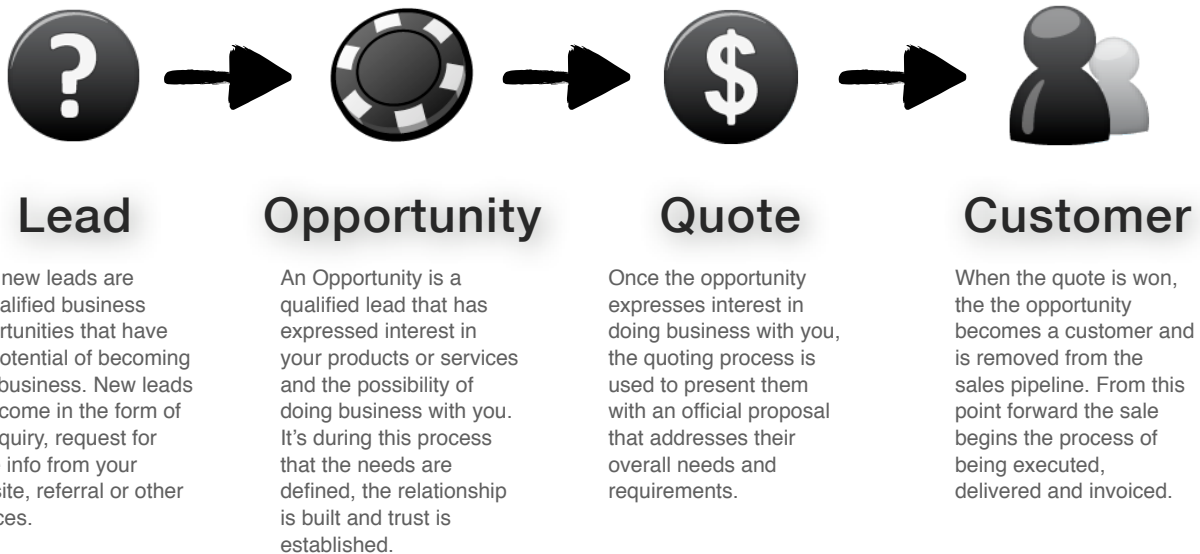 Lead
Opportunity
Quote
Customer
new leads are
alified business
rtunities that have
otential of becoming
business. New leads
come in the form of
quiry, request for
info from your
site, referral or other
ces.
An Opportunity is a
qualified lead that has
expressed interest in
your products or services
and the possibility of
doing business with you.
It’s during this process
that the needs are
defined, the relationship
is built and trust is
established.
Once the opportunity
expresses interest in
doing business with you,
the quoting process is
used to present them
with an official proposal
that addresses their
overall needs and
requirements.
When the quote is won,
the the opportunity
becomes a customer and
is removed from the
sales pipeline. From this
point forward the sale
begins the process of
being executed,
delivered and invoiced.